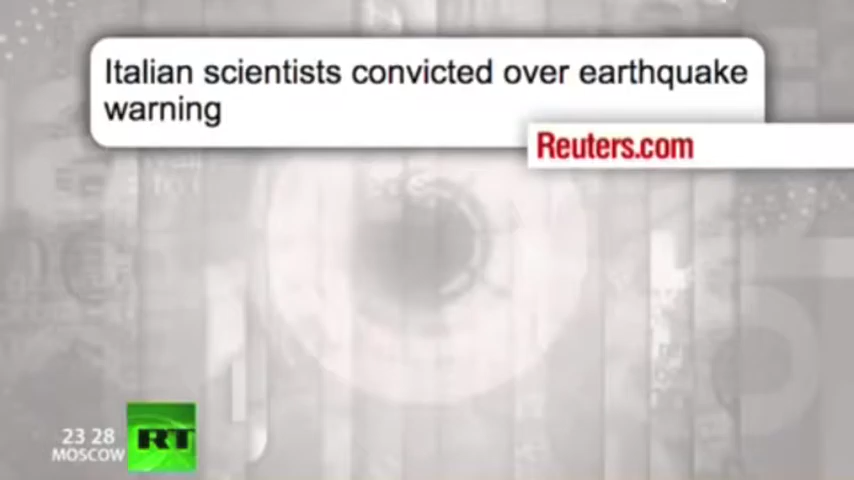 Italian scientists convicted over earthquake
warning
Reuters.com
23 28
MOSCOW
RT